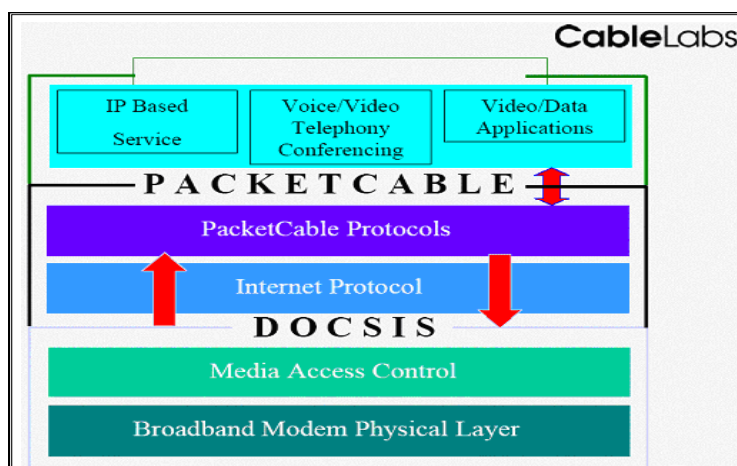 CableLabs
IP Based
Service
Voice/Video
Telephony
Conferencing
Video/Data
Applications
PACKETCABLE
PacketCable Protocols
Internet Protocol
DOCSIS
Media Access Control
Broadband Modem Physical Layer